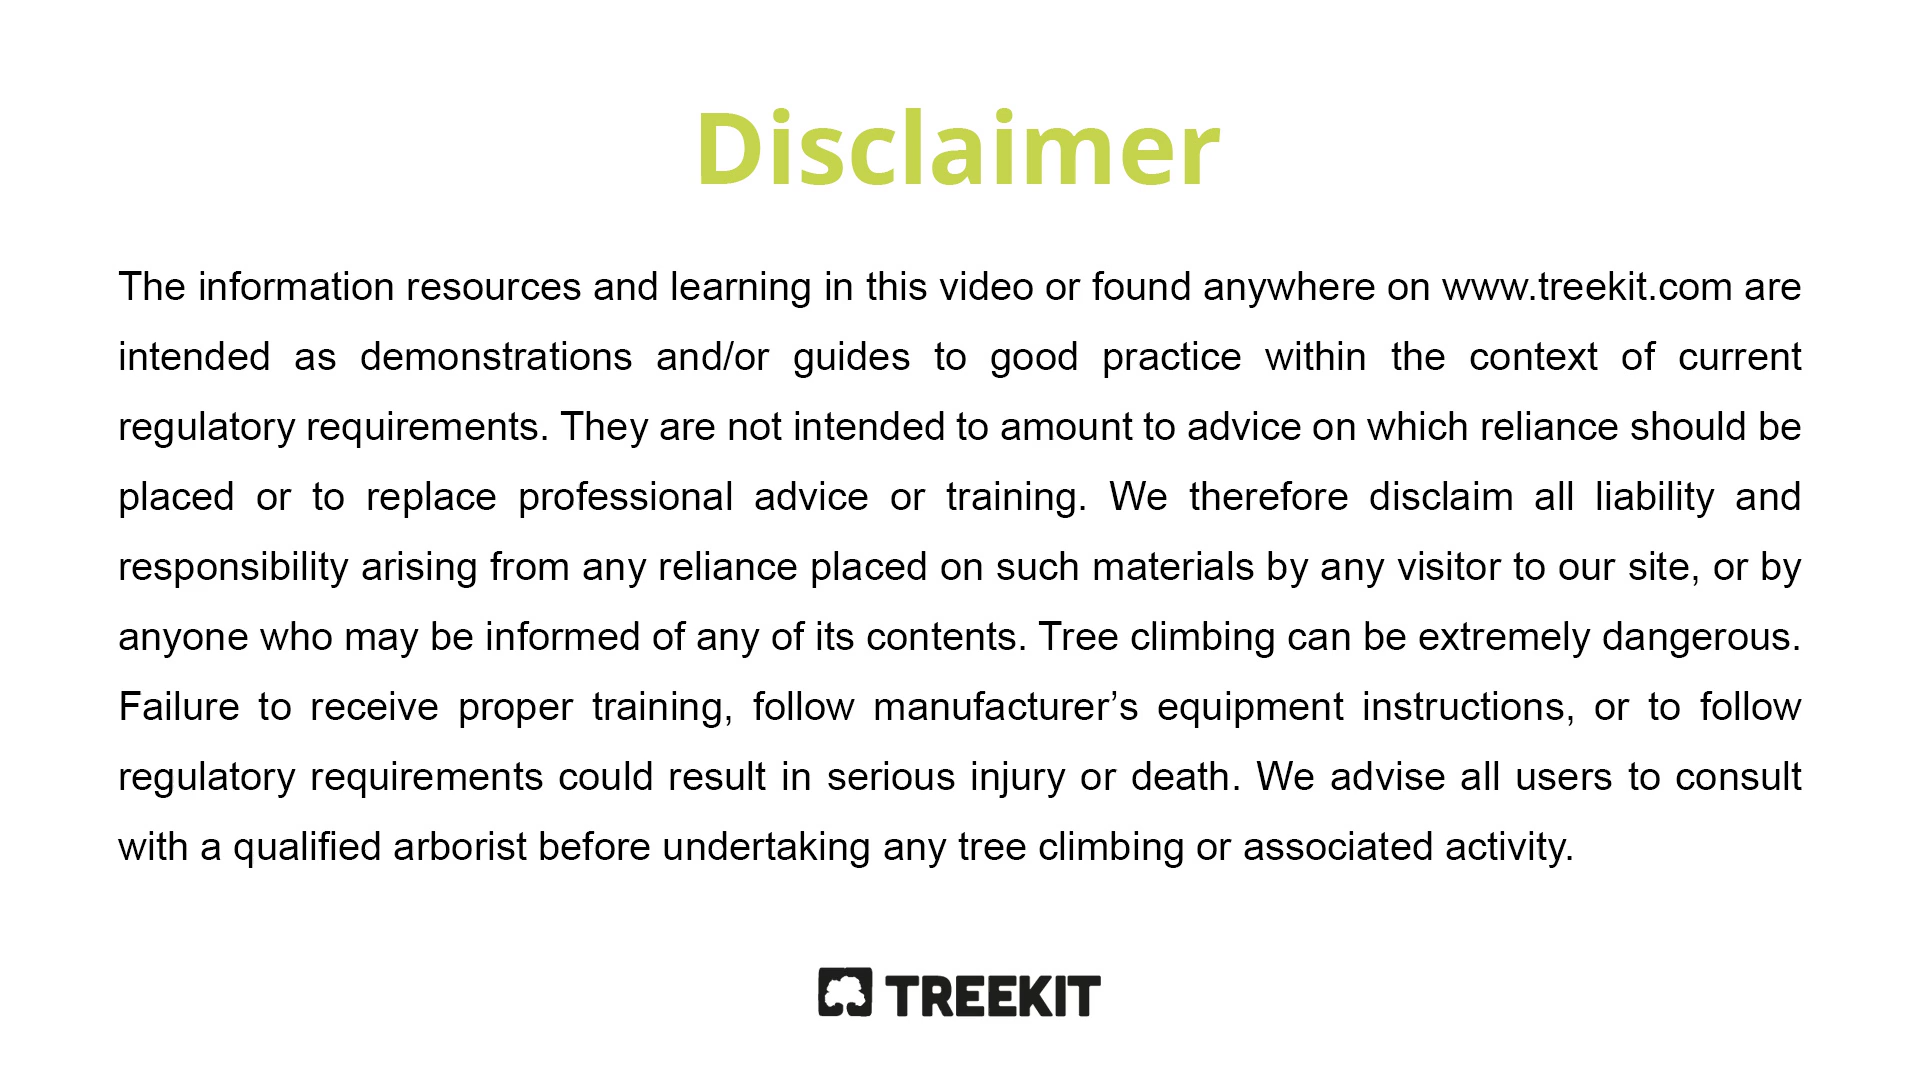 Disclaimer
The information resources and learning in this video or found anywhere on www.treekit.com are
intended as demonstrations and/or guides to good practice within the context of current
regulatory requirements. They are not intended to amount to advice on which reliance should be
placed or to replace professional advice or training. We therefore disclaim all liability and
responsibility arising from any reliance placed on such materials by any visitor to our site, or by
anyone who may be informed of any of its contents. Tree climbing can be extremely dangerous.
Failure to receive proper training, follow manufacturer’s equipment instructions, or to follow
regulatory requirements could result in serious injury or death. We advise all users to consult
with a qualified arborist before undertaking any tree climbing or associated activity.
TREEKIT